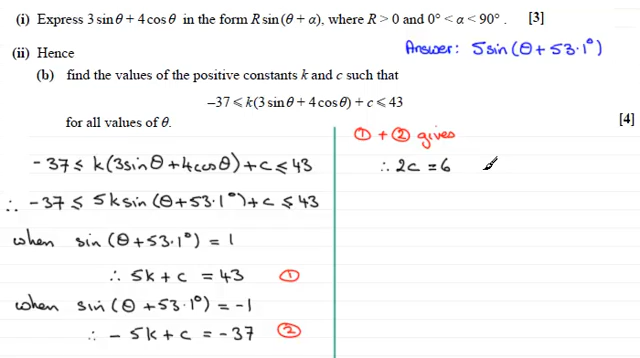 (i) Express 3 sin θ + 4 cos θ in the form R sin(θ + α), where R > 0 and 0° < α < 90°. [3]
Answer: 5sin(θ + 53·1°)
(ii) Hence
(b) find the values of the positive constants k and c such that
−37 ⩽ k(3 sin θ + 4 cos θ) + c ⩽ 43
for all values of θ. [4]
-37 ≤ k(3sinθ + 4cosθ) + c ≤ 43
∴ -37 ≤ 5k sin(θ + 53·1°) + c ≤ 43
when sin(θ + 53·1°) = 1
∴ 5k + c = 43 ①
when sin(θ + 53·1°) = -1
∴ - 5k + c = -37 ②
① + ② gives
∴ 2c = 6